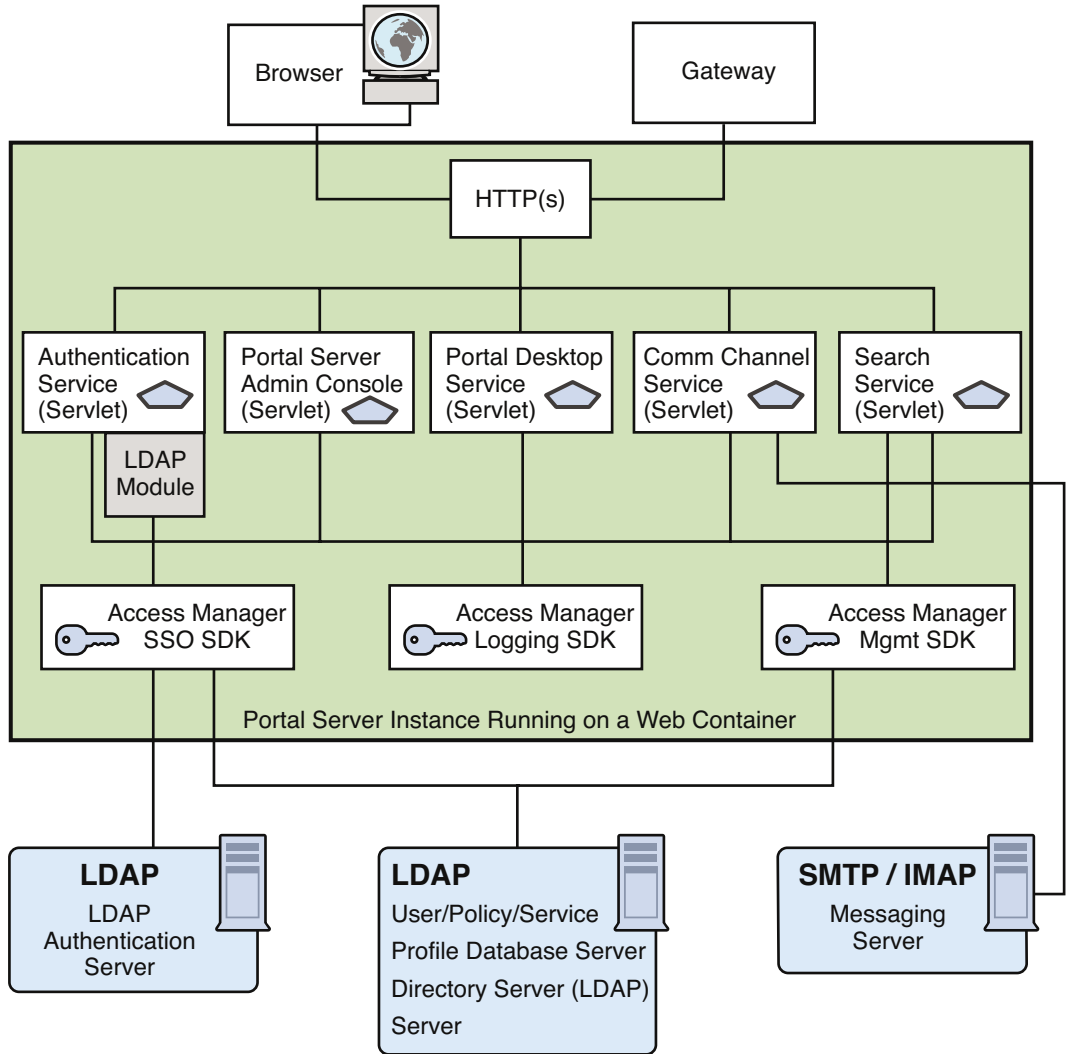 Browser
Gateway
HTTP(s)
Authentication
Service
(Servlet)
Portal Server
Admin Console
(Servlet)
Portal Desktop
Service
(Servlet)
Comm Channel
Service
(Servlet)
Search
Service
(Servlet)
LDAP
Module
Access Manager
SSO SDK
Access Manager
Logging SDK
Access Manager
Mgmt SDK
Portal Server Instance Running on a Web Container
LDAP
LDAP
Authentication
Server
LDAP
User/Policy/Service
Profile Database Server
Directory Server (LDAP)
Server
SMTP / IMAP
Messaging
Server